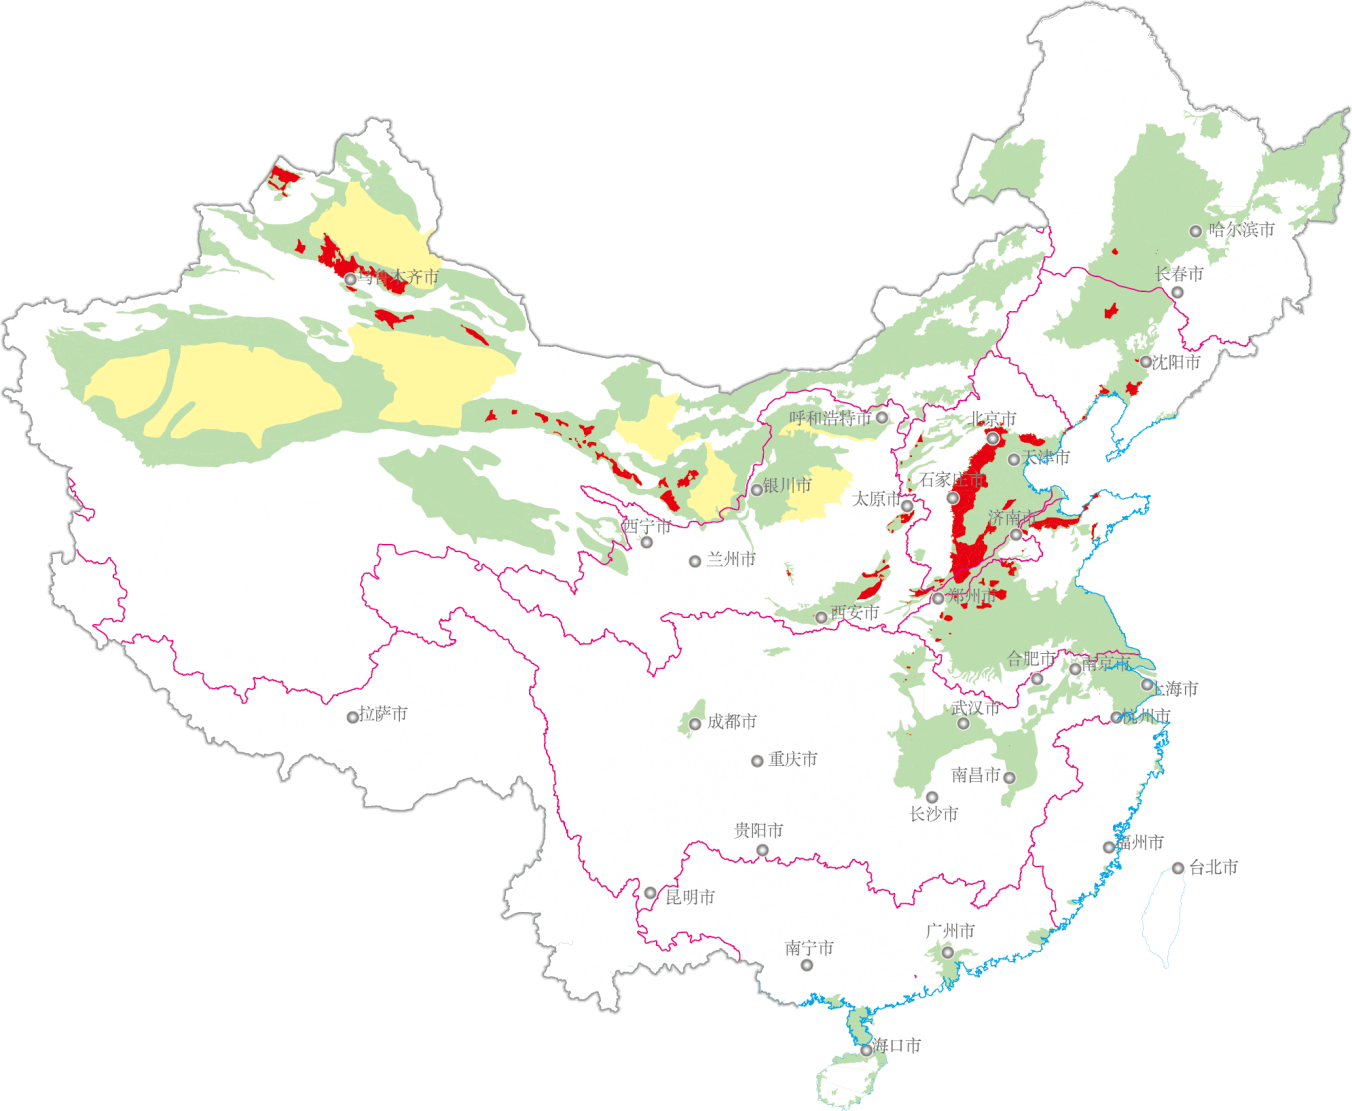 哈尔滨市
长春市
乌鲁木齐市
沈阳市
呼和浩特市
北京市
天津市
石家庄市
银川市
太原市
济南市
西宁市
兰州市
郑州市
西安市
合肥市
南京市
上海市
拉萨市
武汉市
杭州市
成都市
重庆市
南昌市
长沙市
贵阳市
福州市
台北市
昆明市
广州市
南宁市
海口市